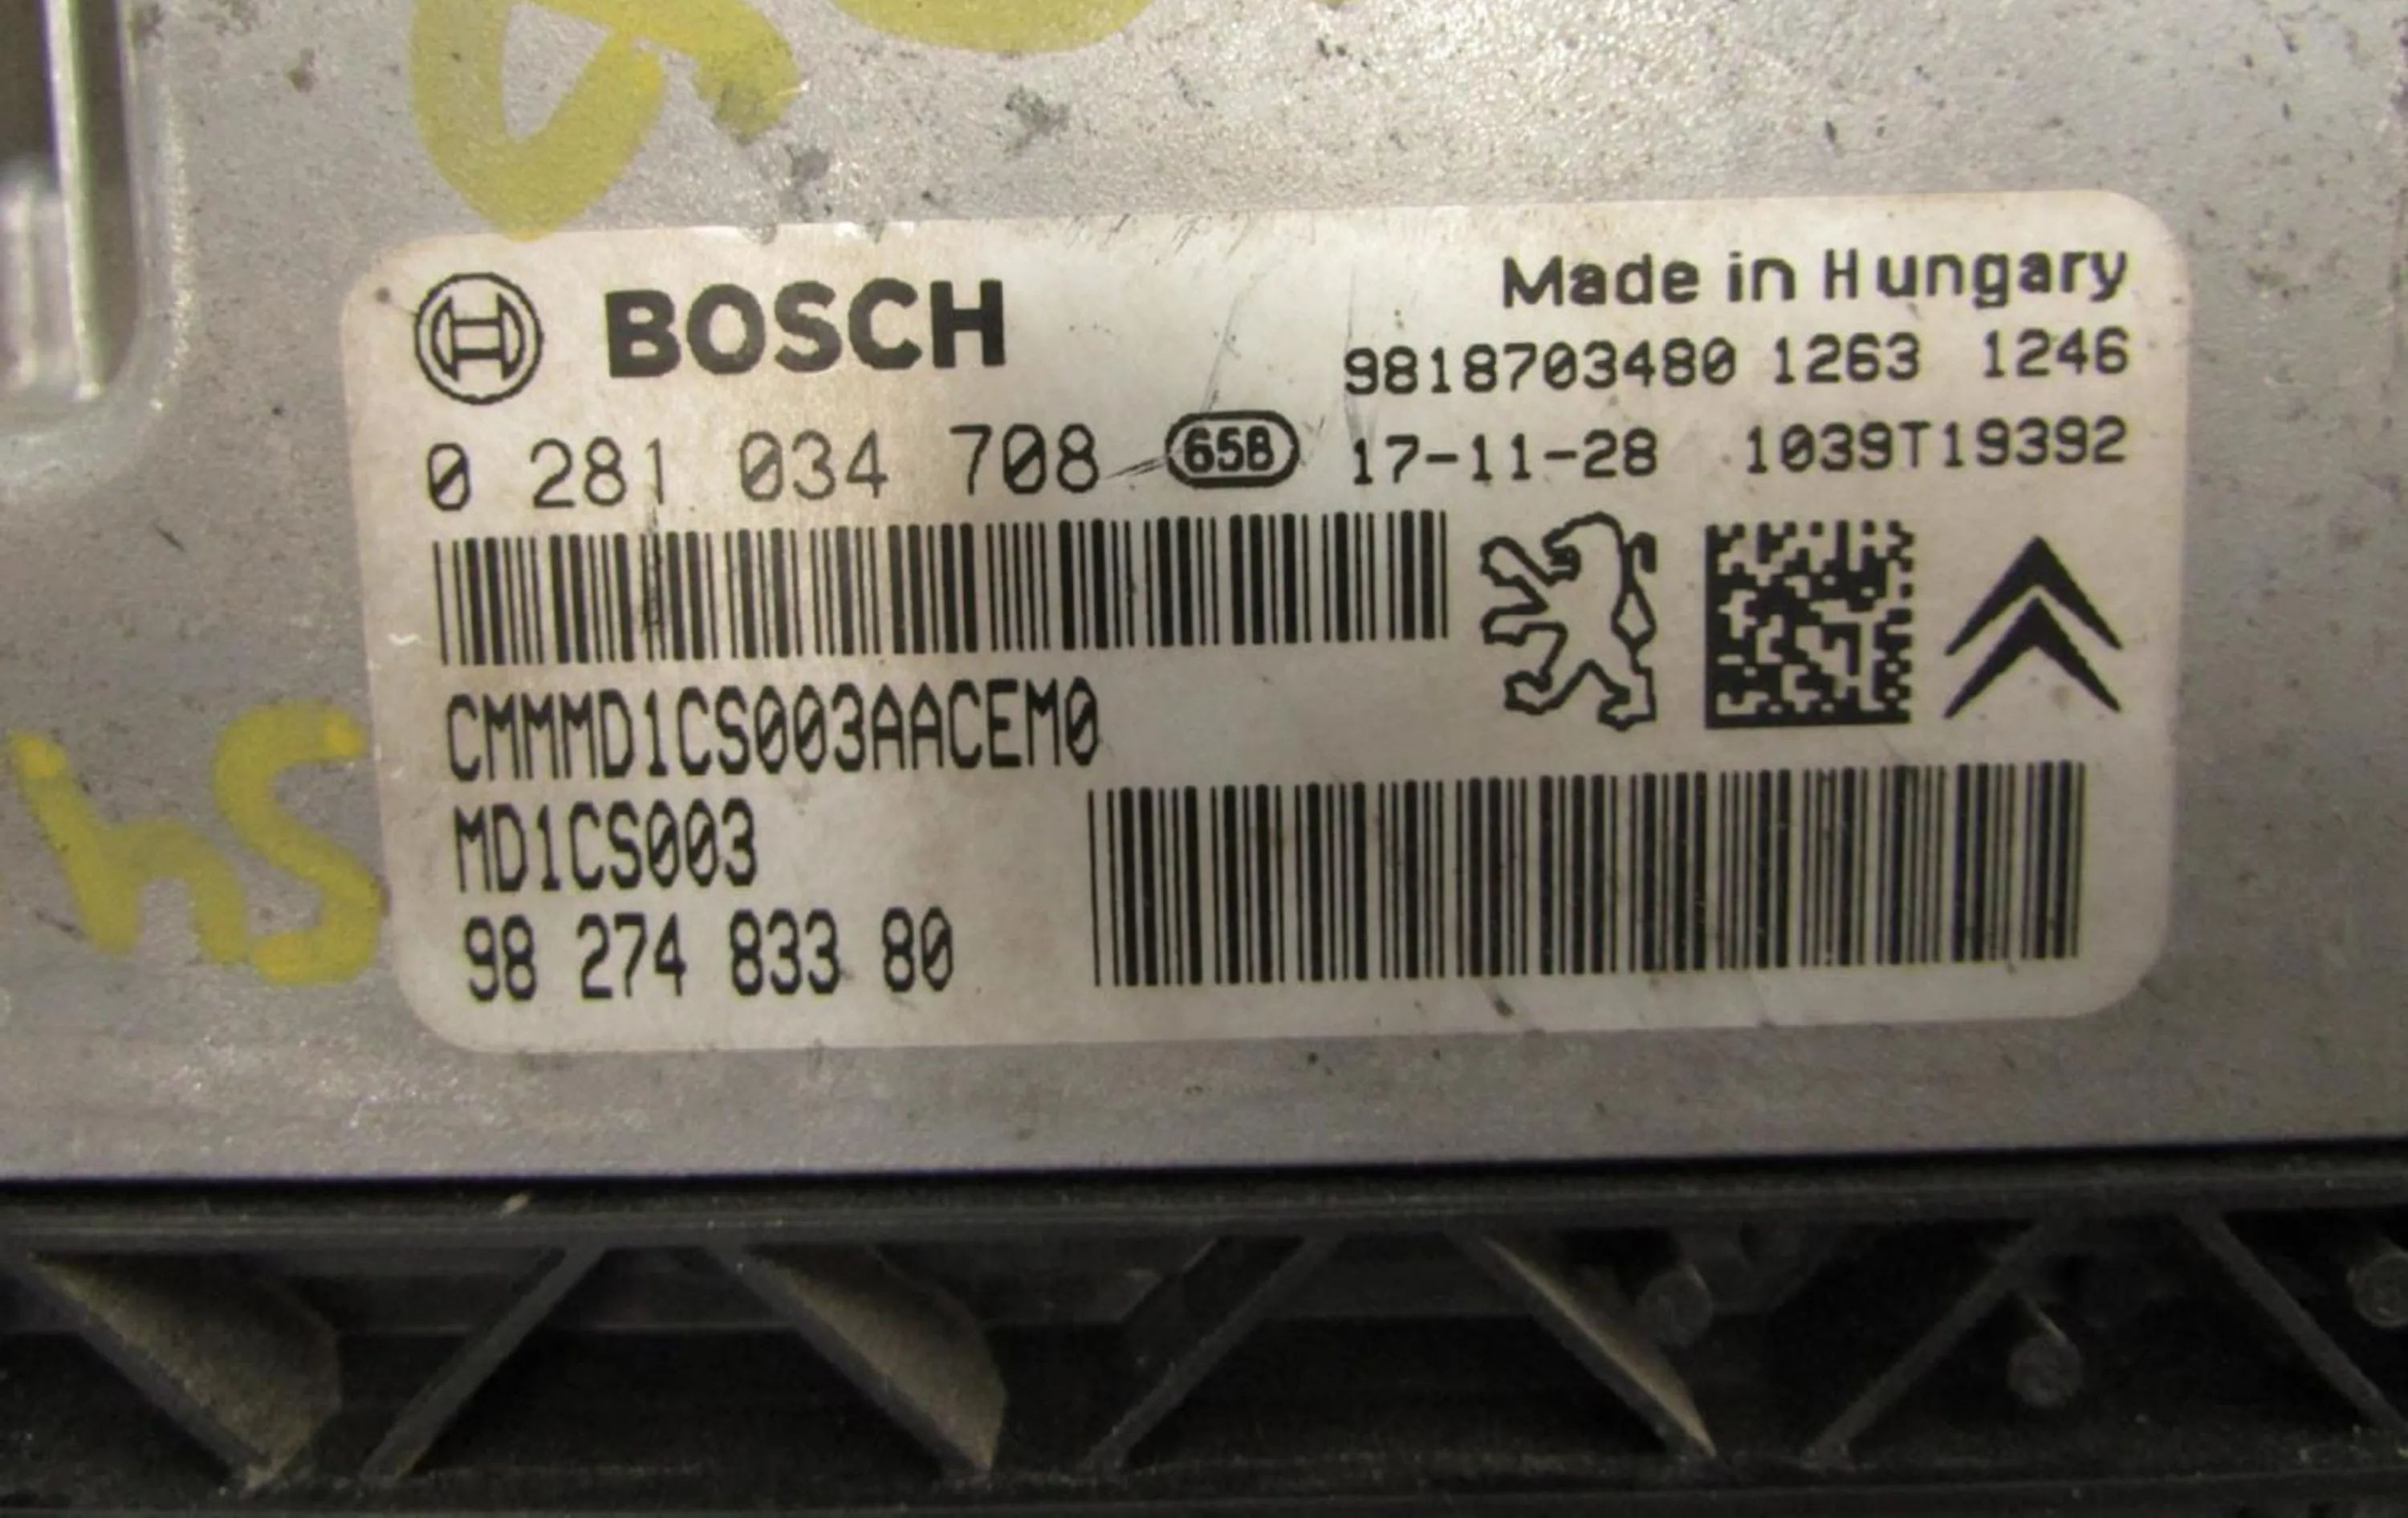 BOSCH
Made in Hungary
9818703480 1263 1246
0 281 034 708 65B 17-11-28 1039T19392
CMMMD1CS003AACEM0
MD1CS003
98 274 833 80